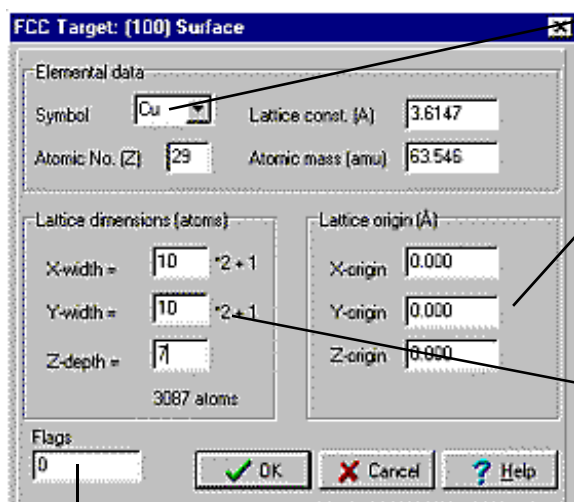 FCC Target: (100) Surface
Elemental data
Symbol Cu Lattice const. (A) 3.6147
Atomic No. (Z) 29 Atomic mass (amu) 63.546
Lattice dimensions (atoms) Lattice origin (Å)
X-width = 10 *2 + 1 X-origin 0.000
Y-width = 10 *2 + 1 Y-origin 0.000
Z-depth = 7 Z-origin 0.000
3087 atoms
Flags
0
OK Cancel ? Help